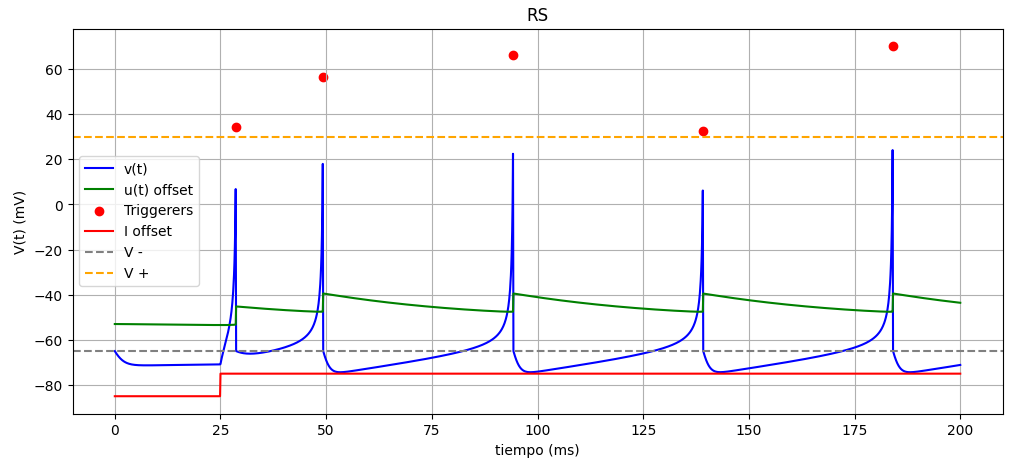 RS
V(t) (mV)
60
40
20
0
−20
−40
−60
−80
v(t)
u(t) offset
Triggerers
I offset
V -
V +
0 25 50 75 100 125 150 175 200
tiempo (ms)